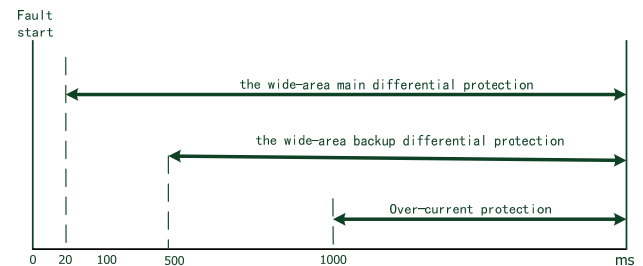 Fault
start
the wide-area main differential protection
the wide-area backup differential protection
Over-current protection
0 20 100 500 1000 ms